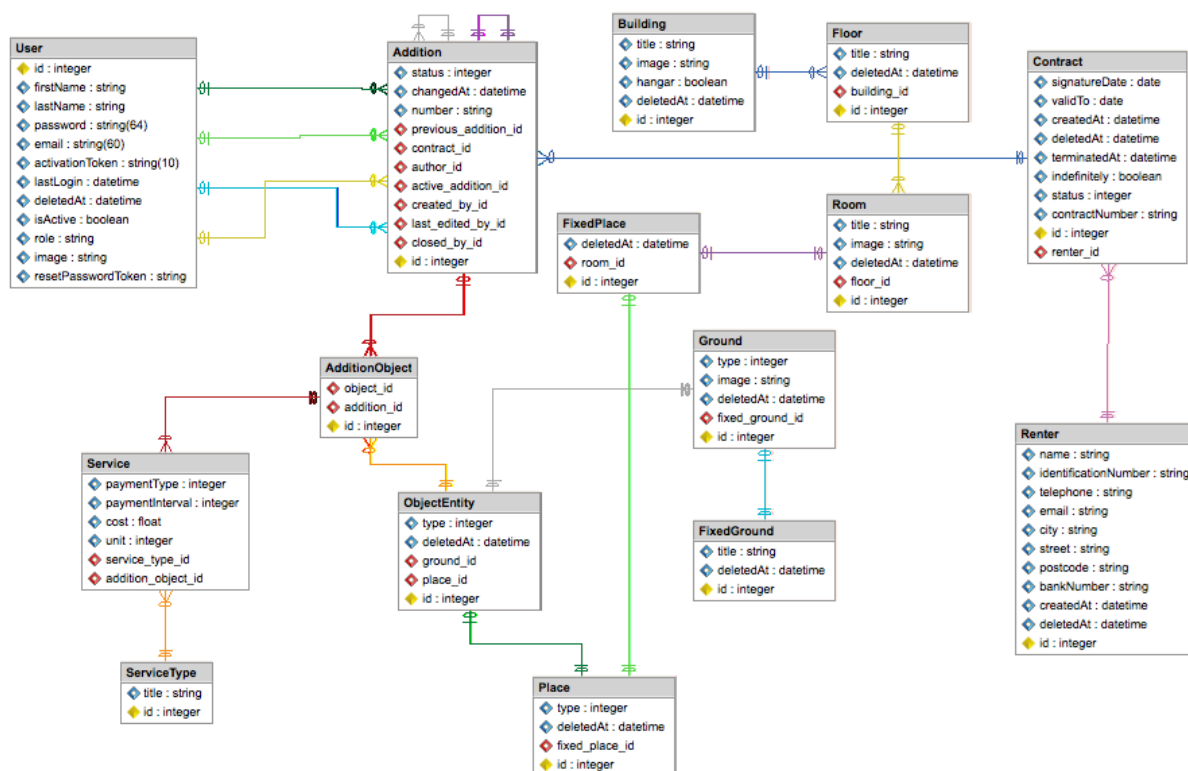 User
id : integer
firstName : string
lastName : string
password : string(64)
email : string(60)
activationToken : string(10)
lastLogin : datetime
deletedAt : datetime
isActive : boolean
role : string
image : string
resetPasswordToken : string
Addition
status : integer
changedAt : datetime
number : string
previous_addition_id
contract_id
author_id
active_addition_id
created_by_id
last_edited_by_id
closed_by_id
id : integer
Building
title : string
image : string
hangar : boolean
deletedAt : datetime
id : integer
Floor
title : string
deletedAt : datetime
building_id
id : integer
Contract
signatureDate : date
validTo : date
createdAt : datetime
deletedAt : datetime
terminatedAt : datetime
indefinitely : boolean
status : integer
contractNumber : string
id : integer
renter_id
FixedPlace
deletedAt : datetime
room_id
id : integer
Room
title : string
image : string
deletedAt : datetime
floor_id
id : integer
AdditionObject
object_id
addition_id
id : integer
Ground
type : integer
image : string
deletedAt : datetime
fixed_ground_id
id : integer
Service
paymentType : integer
paymentInterval : integer
cost : float
unit : integer
service_type_id
addition_object_id
ObjectEntity
type : integer
deletedAt : datetime
ground_id
place_id
id : integer
FixedGround
title : string
deletedAt : datetime
id : integer
Renter
name : string
identificationNumber : string
telephone : string
email : string
city : string
street : string
postcode : string
bankNumber : string
createdAt : datetime
deletedAt : datetime
id : integer
ServiceType
title : string
id : integer
Place
type : integer
deletedAt : datetime
fixed_place_id
id : integer